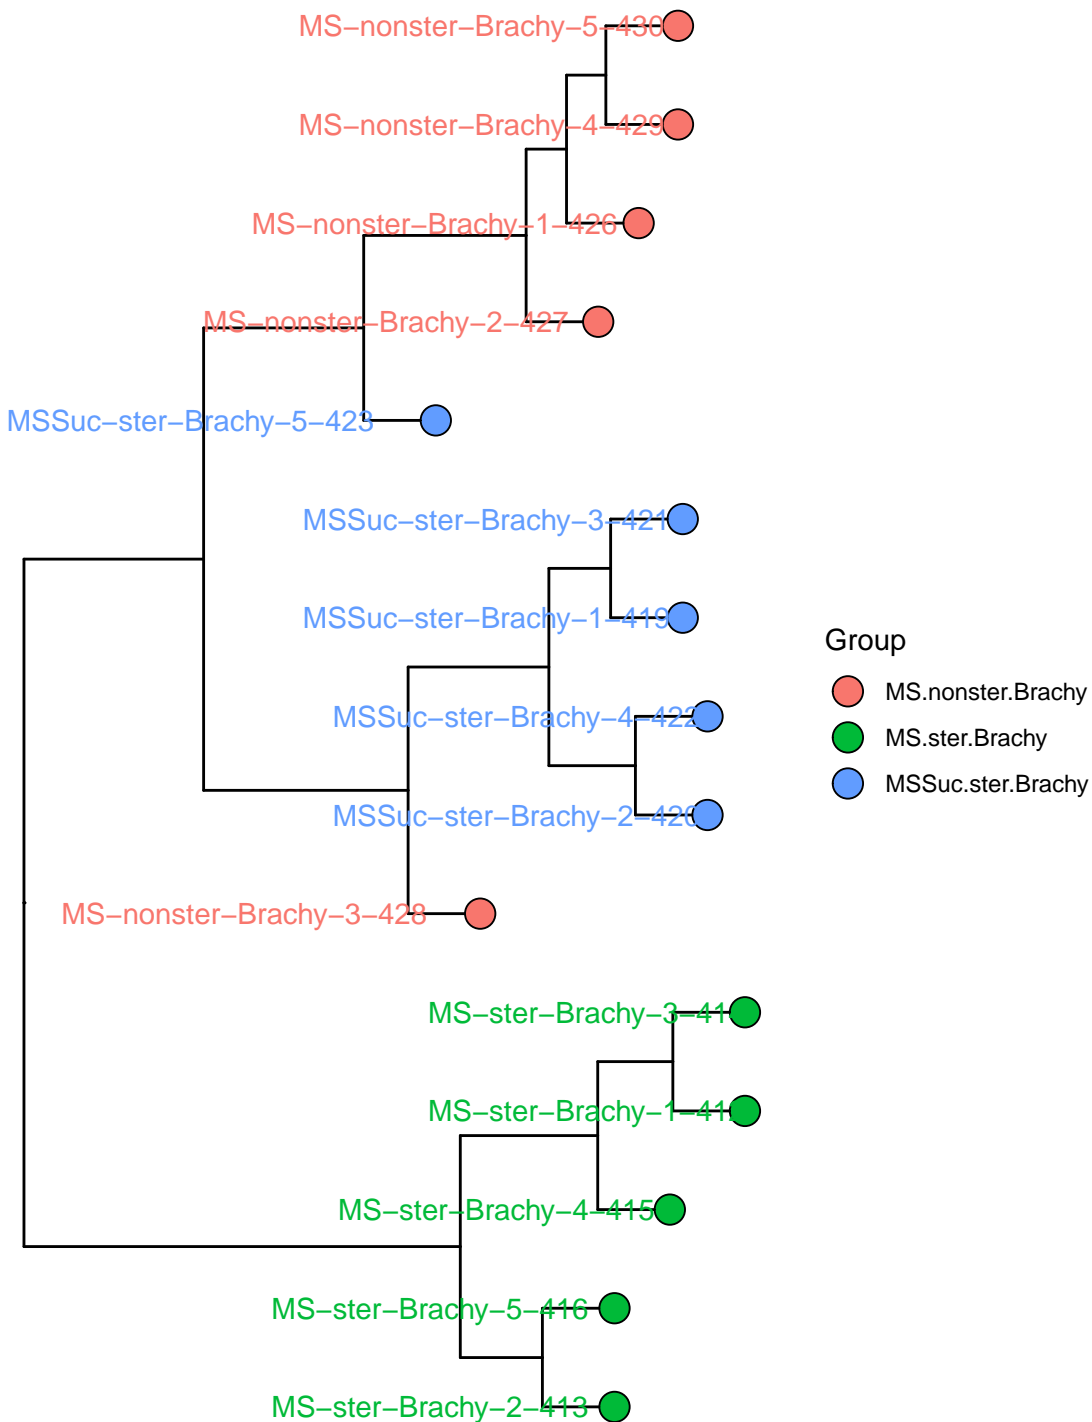 MS-nonster-Brachy-5-430
MS-nonster-Brachy-4-429
MS-nonster-Brachy-1-426
MS-nonster-Brachy-2-427
MSSuc-ster-Brachy-5-423
MSSuc-ster-Brachy-3-421
MSSuc-ster-Brachy-1-419
MSSuc-ster-Brachy-4-422
MSSuc-ster-Brachy-2-420
MS-nonster-Brachy-3-428
MS-ster-Brachy-3-41
MS-ster-Brachy-1-412
MS-ster-Brachy-4-415
MS-ster-Brachy-5-416
MS-ster-Brachy-2-413
Group
MS.nonster.Brachy
MS.ster.Brachy
MSSuc.ster.Brachy